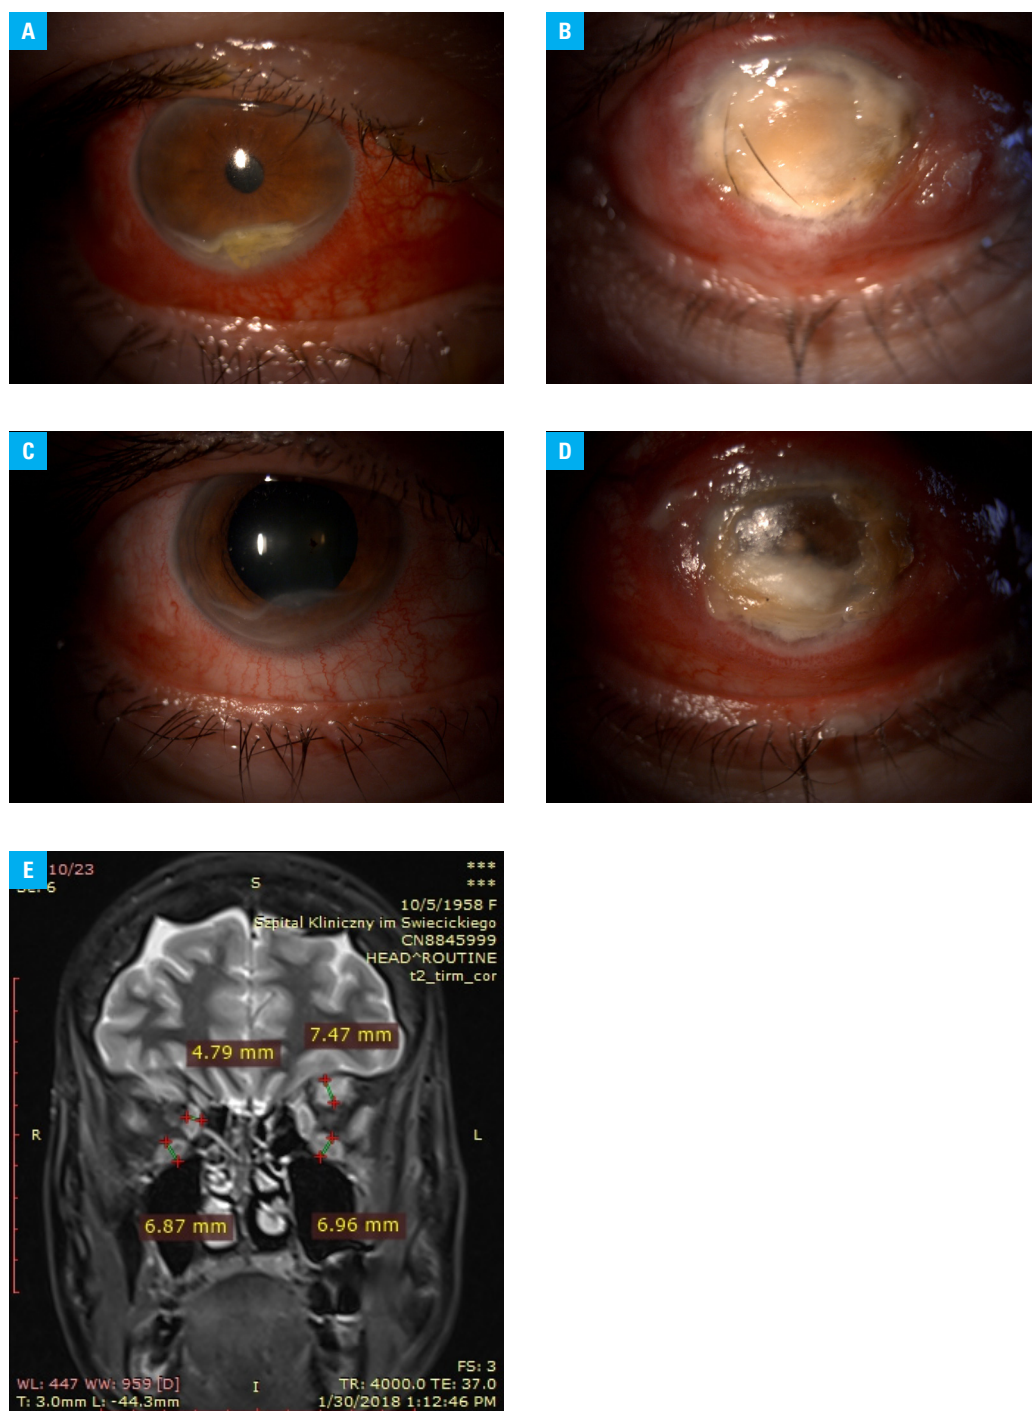 A
B
C
D
E
10/23
6
S
***
***
10/5/1958 F
Szpital Kliniczny im Swiecickiego
CN8845999
HEAD^ROUTINE
t2_tirm_cor
7.47 mm
4.79 mm
R
L
6.87 mm
6.96 mm
FS: 3
WL: 447 WW: 959 [D]
I
TR: 4000.0 TE: 37.0
T: 3.0mm L: -44.3mm
1/30/2018 1:12:46 PM